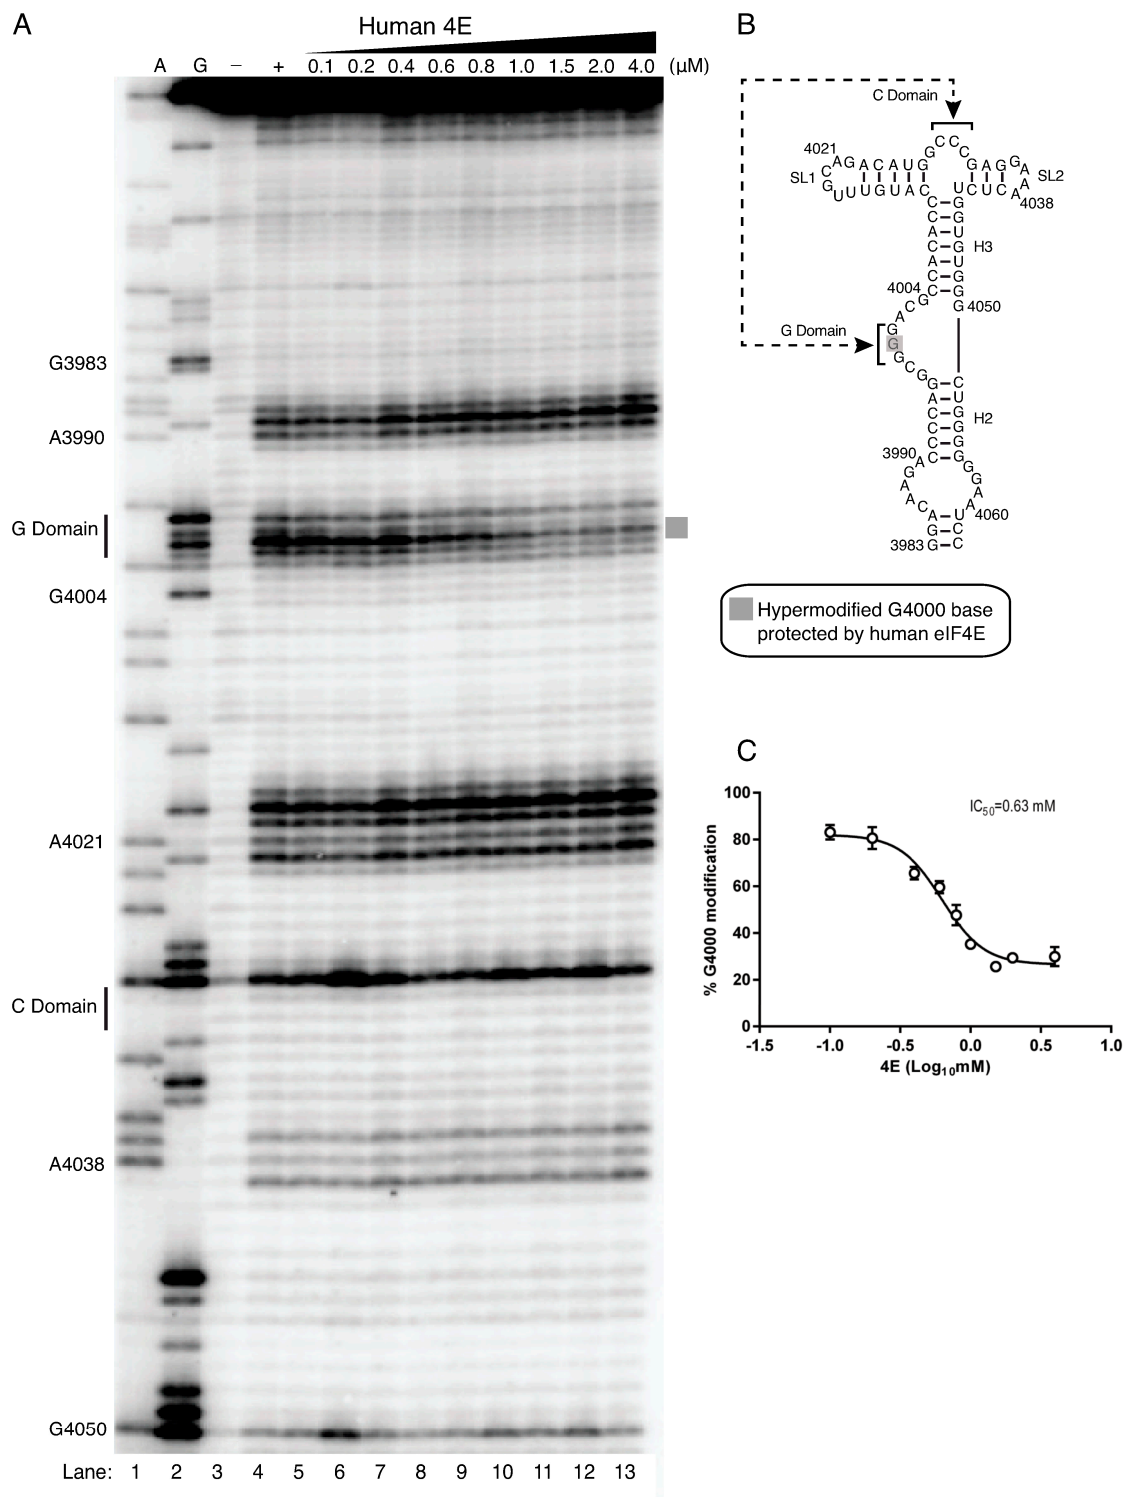 A
Human 4E
A G – + 0.1 0.2 0.4 0.6 0.8 1.0 1.5 2.0 4.0 (μM)
G3983
A3990
G Domain
G4004
A4021
C Domain
A4038
G4050
Lane: 1 2 3 4 5 6 7 8 9 10 11 12 13
B
C Domain
4021
SL1
SL2
4038
H3
4004
4050
G Domain
H2
3990
4060
3983
Hypermodified G4000 base
protected by human eIF4E
C
IC50=0.63 mM
% G4000 modification
100
80
60
40
20
0
-1.5 -1.0 -0.5 0.0 0.5 1.0
4E (Log10mM)